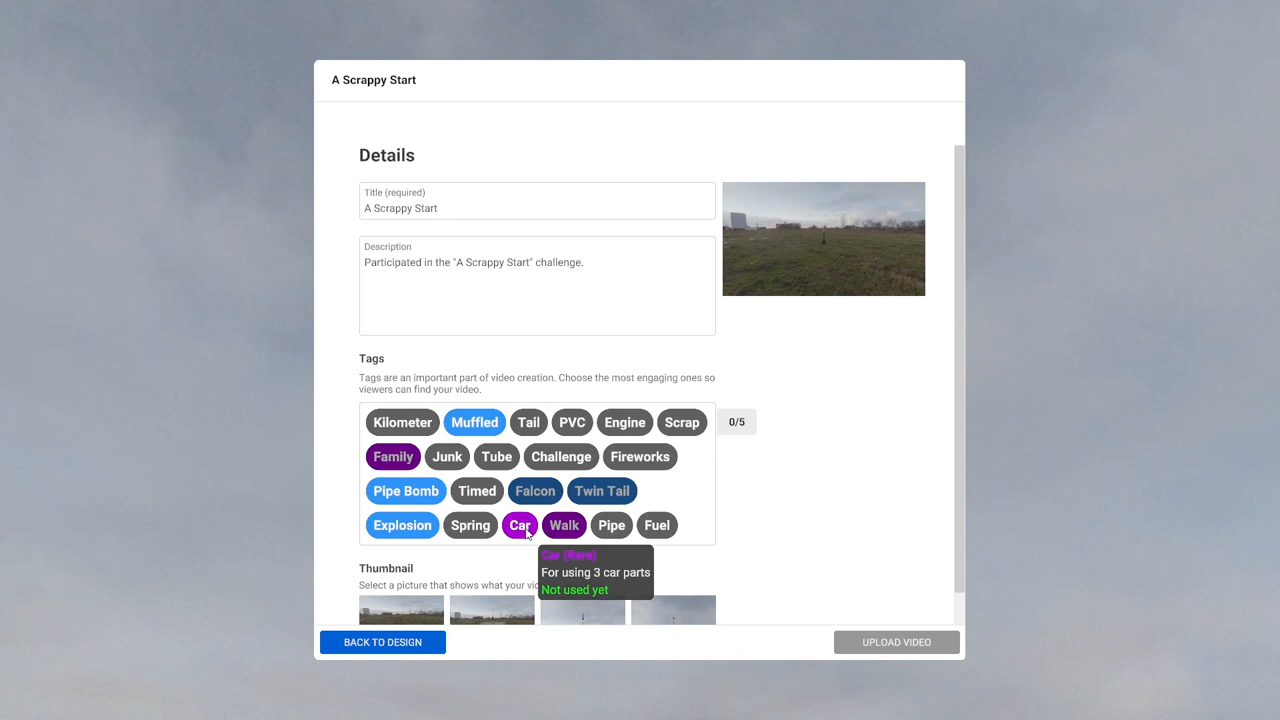 A Scrappy Start
Details
Title (required)
A Scrappy Start
Description
Participated in the "A Scrappy Start" challenge.
Tags
Tags are an important part of video creation. Choose the most engaging ones so
viewers can find your video.
Kilometer Muffled Tail PVC Engine Scrap 0/5
Family Junk Tube Challenge Fireworks
Pipe Bomb Timed Falcon Twin Tail
Explosion Spring Car Walk Pipe Fuel
Car (Rare)
For using 3 car parts
Not used yet
Thumbnail
Select a picture that shows what your
BACK TO DESIGN UPLOAD VIDEO